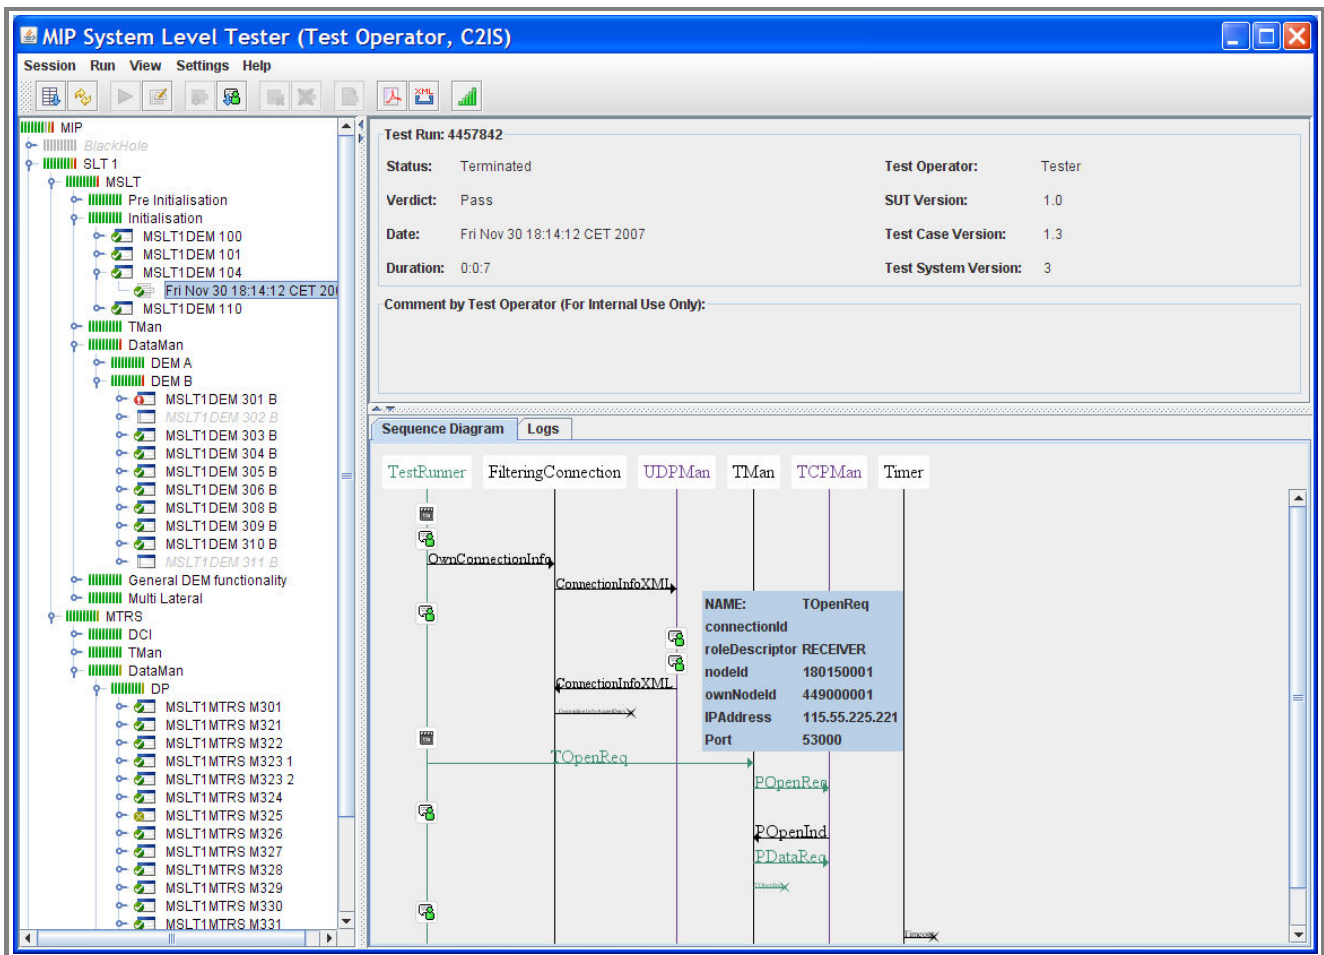 MIP System Level Tester (Test Operator, C2IS)
Session Run View Settings Help
MIP
BlackHole
SLT 1
MSLT
Pre Initialisation
Initialisation
MSLT1DEM 100
MSLT1DEM 101
MSLT1DEM 104
Fri Nov 30 18:14:12 CET 200
MSLT1DEM 110
TMan
DataMan
DEM A
DEM B
MSLT1DEM 301 B
MSLT1DEM 302 B
MSLT1DEM 303 B
MSLT1DEM 304 B
MSLT1DEM 305 B
MSLT1DEM 306 B
MSLT1DEM 308 B
MSLT1DEM 309 B
MSLT1DEM 310 B
MSLT1DEM 311 B
General DEM functionality
Multi Lateral
MTRS
DCI
TMan
DataMan
DP
MSLT1MTRS M301
MSLT1MTRS M321
MSLT1MTRS M322
MSLT1MTRS M323 1
MSLT1MTRS M323 2
MSLT1MTRS M324
MSLT1MTRS M325
MSLT1MTRS M326
MSLT1MTRS M327
MSLT1MTRS M328
MSLT1MTRS M329
MSLT1MTRS M330
MSLT1MTRS M331
XML
Test Run: 4457842
Status: Terminated Test Operator: Tester
Verdict: Pass SUT Version: 1.0
Date: Fri Nov 30 18:14:12 CET 2007 Test Case Version: 1.3
Duration: 0:0:7 Test System Version: 3
Comment by Test Operator (For Internal Use Only):
Sequence Diagram Logs
TestRunner FilteringConnection UDPMan TMan TCPMan Timer
OwnConnectionInfo
ConnectionInfoXML
NAME: TOpenReq
connectionId
roleDescriptor RECEIVER
nodeId 180150001
ownNodeId 449000001
IPAddress 115.55.225.221
Port 53000
ConnectionInfoXML
TOpenReq
POpenReq
POpenInd
PDataReq
Timeout